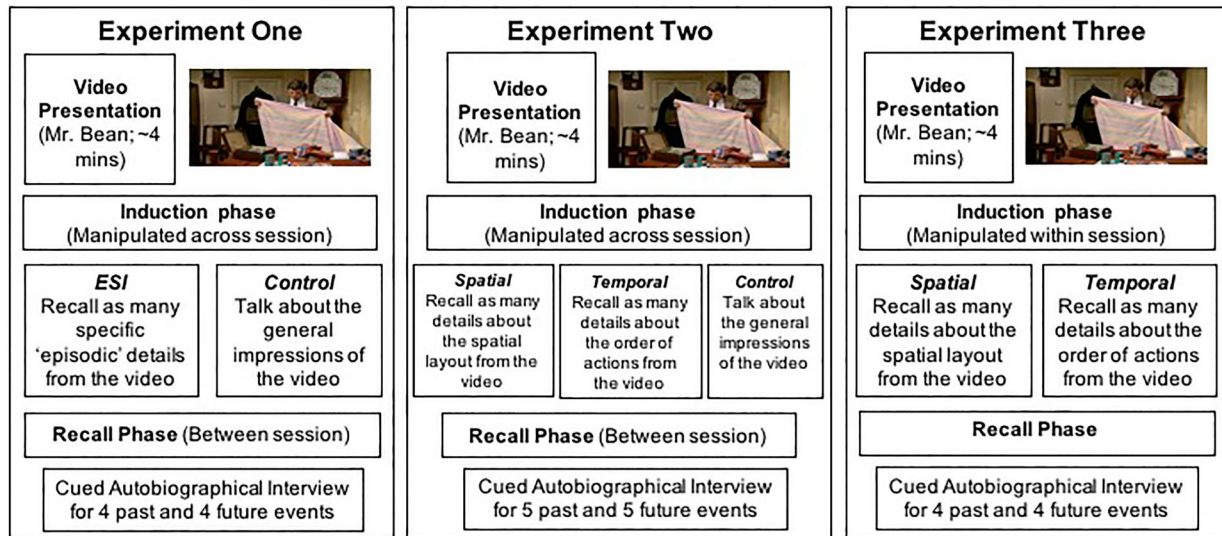 Experiment One
Video
Presentation
(Mr. Bean; ~4
mins)
Induction phase
(Manipulated across session)
ESI
Recall as many
specific
‘episodic’ details
from the video
Control
Talk about the
general
impressions of
the video
Recall Phase (Between session)
Cued Autobiographical Interview
for 4 past and 4 future events
Experiment Two
Video
Presentation
(Mr. Bean; ~4
mins)
Induction phase
(Manipulated across session)
Spatial
Recall as many
details about
the spatial
layout from the
video
Temporal
Recall as many
details about
the order of
actions from
the video
Control
Talk about
the general
impressions
of the video
Recall Phase (Between session)
Cued Autobiographical Interview
for 5 past and 5 future events
Experiment Three
Video
Presentation
(Mr. Bean; ~4
mins)
Induction phase
(Manipulated within session)
Spatial
Recall as many
details about the
spatial layout
from the video
Temporal
Recall as many
details about the
order of actions
from the video
Recall Phase
Cued Autobiographical Interview
for 4 past and 4 future events